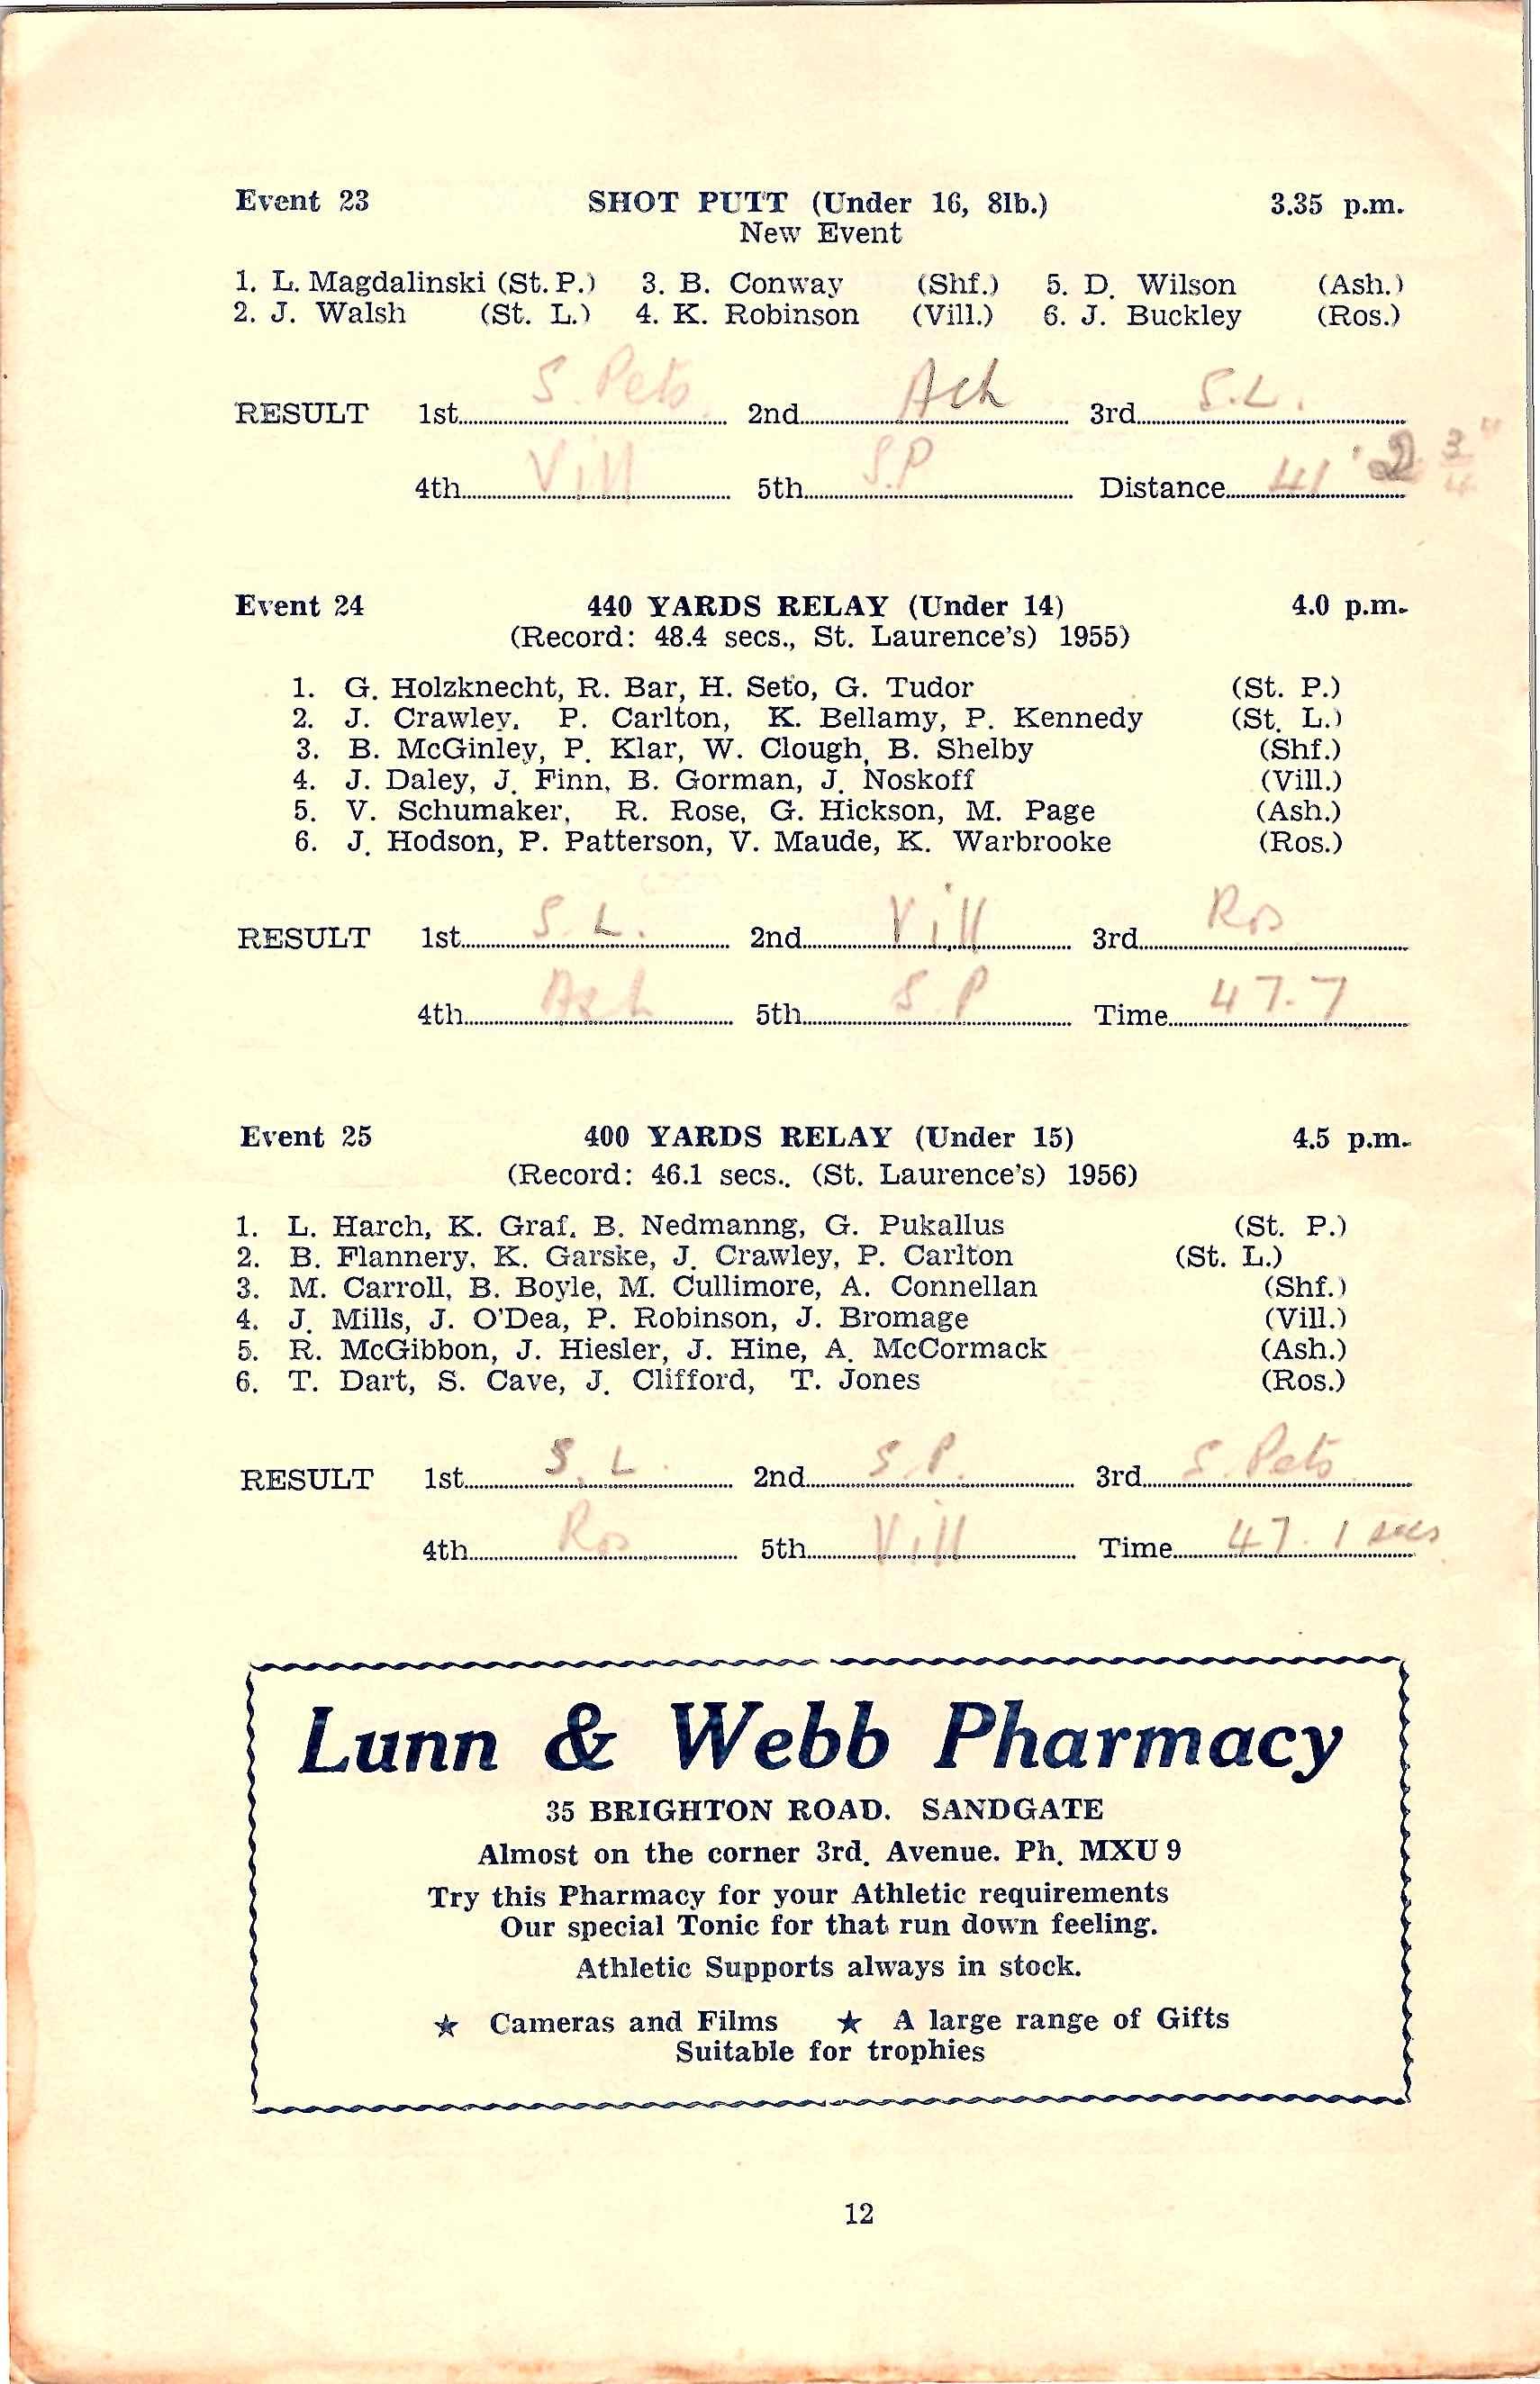 Event 23 SHOT PUTT (Under 16, 8lb.) 3.35 p.m.
New Event
1. L. Magdalinski (St. P.) 3. B. Conway (Shf.) 5. D. Wilson (Ash.)
2. J. Walsh (St. L.) 4. K. Robinson (Vill.) 6. J. Buckley (Ros.)
RESULT 1st S. Pets 2nd Ash 3rd S.L.
4th Vill 5th S.P Distance 41' 2 3/4"
Event 24 440 YARDS RELAY (Under 14) 4.0 p.m.
(Record: 48.4 secs., St. Laurence's) 1955)
1. G. Holzknecht, R. Bar, H. Seto, G. Tudor (St. P.)
2. J. Crawley. P. Carlton, K. Bellamy, P. Kennedy (St. L.)
3. B. McGinley, P. Klar, W. Clough, B. Shelby (Shf.)
4. J. Daley, J. Finn, B. Gorman, J. Noskoff (Vill.)
5. V. Schumaker, R. Rose, G. Hickson, M. Page (Ash.)
6. J. Hodson, P. Patterson, V. Maude, K. Warbrooke (Ros.)
RESULT 1st S. L. 2nd Vill 3rd Ros
4th Ash 5th S P Time 47.7
Event 25 400 YARDS RELAY (Under 15) 4.5 p.m.
(Record: 46.1 secs.. (St. Laurence's) 1956)
1. L. Harch, K. Graf, B. Nedmanng, G. Pukallus (St. P.)
2. B. Flannery, K. Garske, J. Crawley, P. Carlton (St. L.)
3. M. Carroll, B. Boyle, M. Cullimore, A. Connellan (Shf.)
4. J. Mills, J. O'Dea, P. Robinson, J. Bromage (Vill.)
5. R. McGibbon, J. Hiesler, J. Hine, A. McCormack (Ash.)
6. T. Dart, S. Cave, J. Clifford, T. Jones (Ros.)
RESULT 1st S. L. 2nd S.P. 3rd S. Pets
4th Ros 5th Vill Time 47.1 secs
Lunn & Webb Pharmacy
35 BRIGHTON ROAD. SANDGATE
Almost on the corner 3rd. Avenue. Ph. MXU 9
Try this Pharmacy for your Athletic requirements
Our special Tonic for that run down feeling.
Athletic Supports always in stock.
★ Cameras and Films ★ A large range of Gifts
Suitable for trophies
12